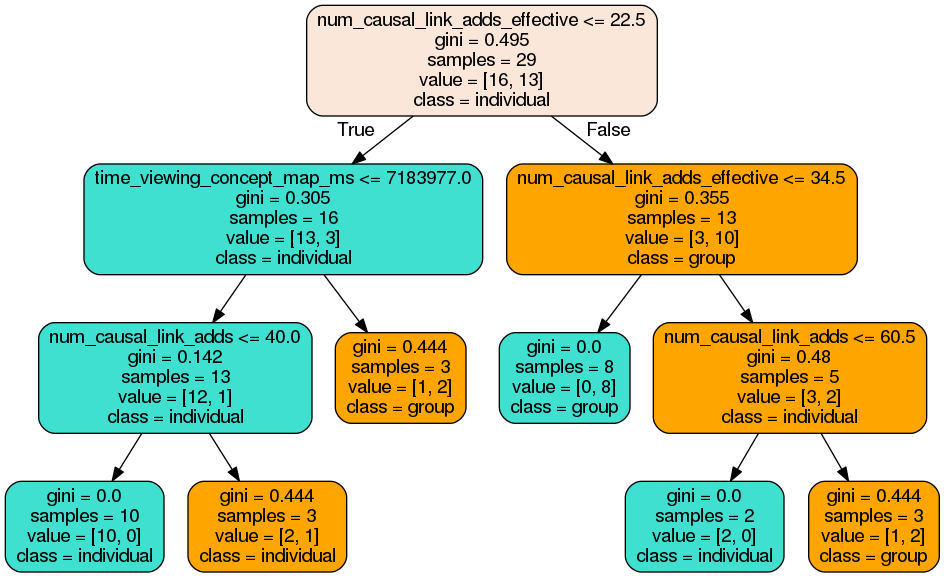 num_causal_link_adds_effective <= 22.5
gini = 0.495
samples = 29
value = [16, 13]
class = individual
True
False
time_viewing_concept_map_ms <= 7183977.0
gini = 0.305
samples = 16
value = [13, 3]
class = individual
num_causal_link_adds_effective <= 34.5
gini = 0.355
samples = 13
value = [3, 10]
class = group
num_causal_link_adds <= 40.0
gini = 0.142
samples = 13
value = [12, 1]
class = individual
gini = 0.444
samples = 3
value = [1, 2]
class = group
gini = 0.0
samples = 8
value = [0, 8]
class = group
num_causal_link_adds <= 60.5
gini = 0.48
samples = 5
value = [3, 2]
class = individual
gini = 0.0
samples = 10
value = [10, 0]
class = individual
gini = 0.444
samples = 3
value = [2, 1]
class = individual
gini = 0.0
samples = 2
value = [2, 0]
class = individual
gini = 0.444
samples = 3
value = [1, 2]
class = group